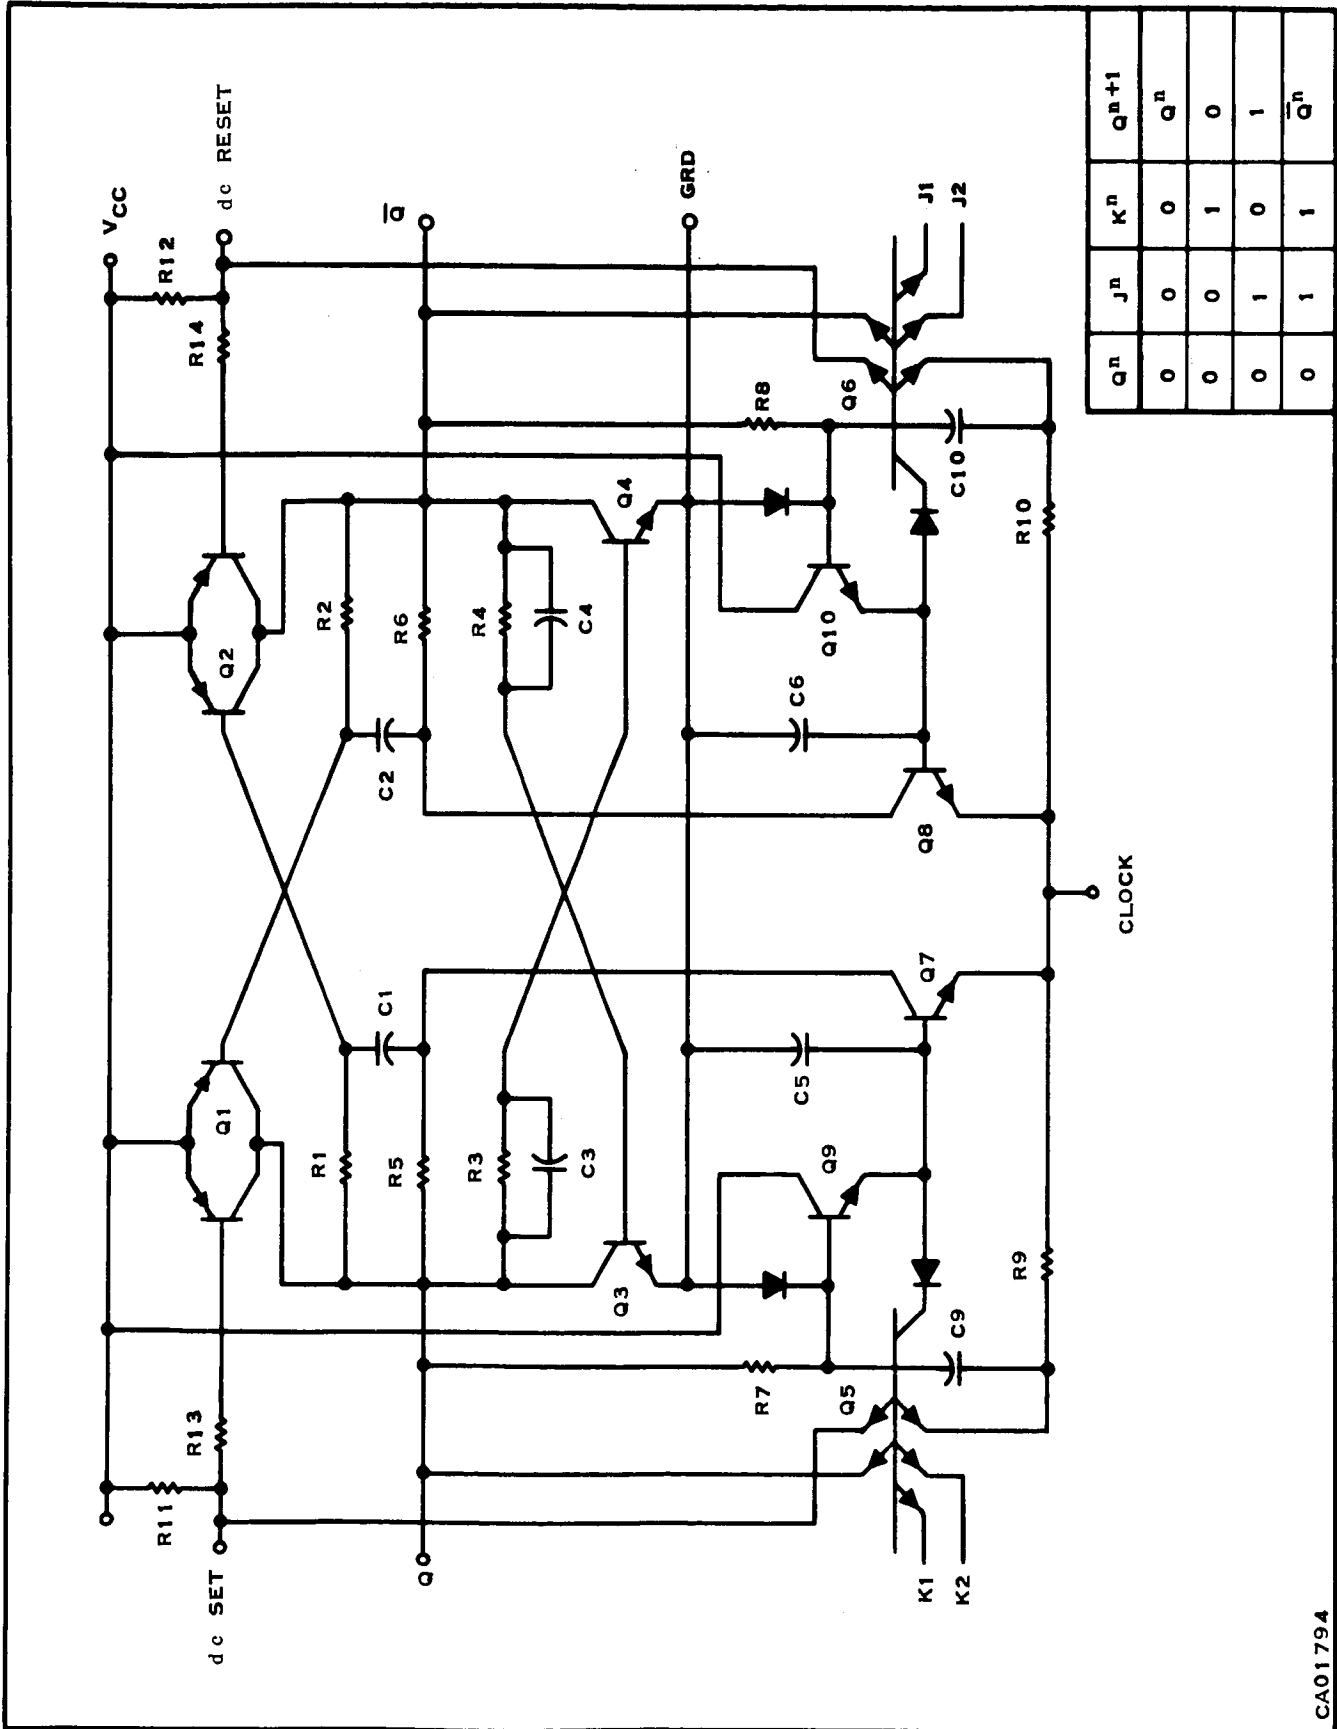 VCC
dc RESET
R12
R14
Q2
Q1
R13
R11
dc SET
R2
C2
R6
Q̅
R1
C1
R5
Q
R4
C4
Q4
R3
C3
Q3
GRD
R8
Q10
C6
Q6
C10
R10
J1
J2
Q8
CLOCK
Q7
C5
Q9
R7
Q5
C9
R9
K1
K2
Qⁿ Jⁿ Kⁿ Qⁿ⁺¹
0 0 0 Qⁿ
0 0 1 0
0 1 0 1
0 1 1 Q̅ⁿ
CA01794